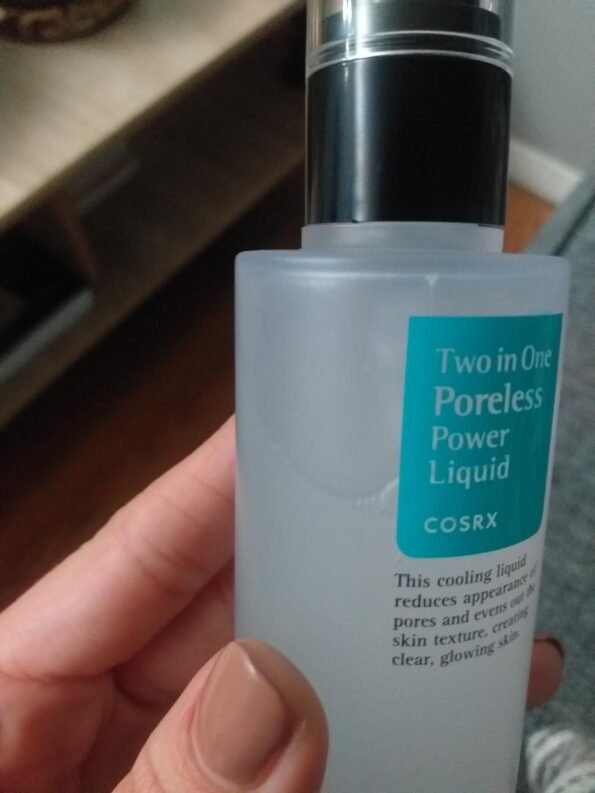 Two in One
Poreless
Power
Liquid
COSRX
This cooling liquid
reduces appearance of
pores and evens out the
skin texture, creating
clear, glowing skin.